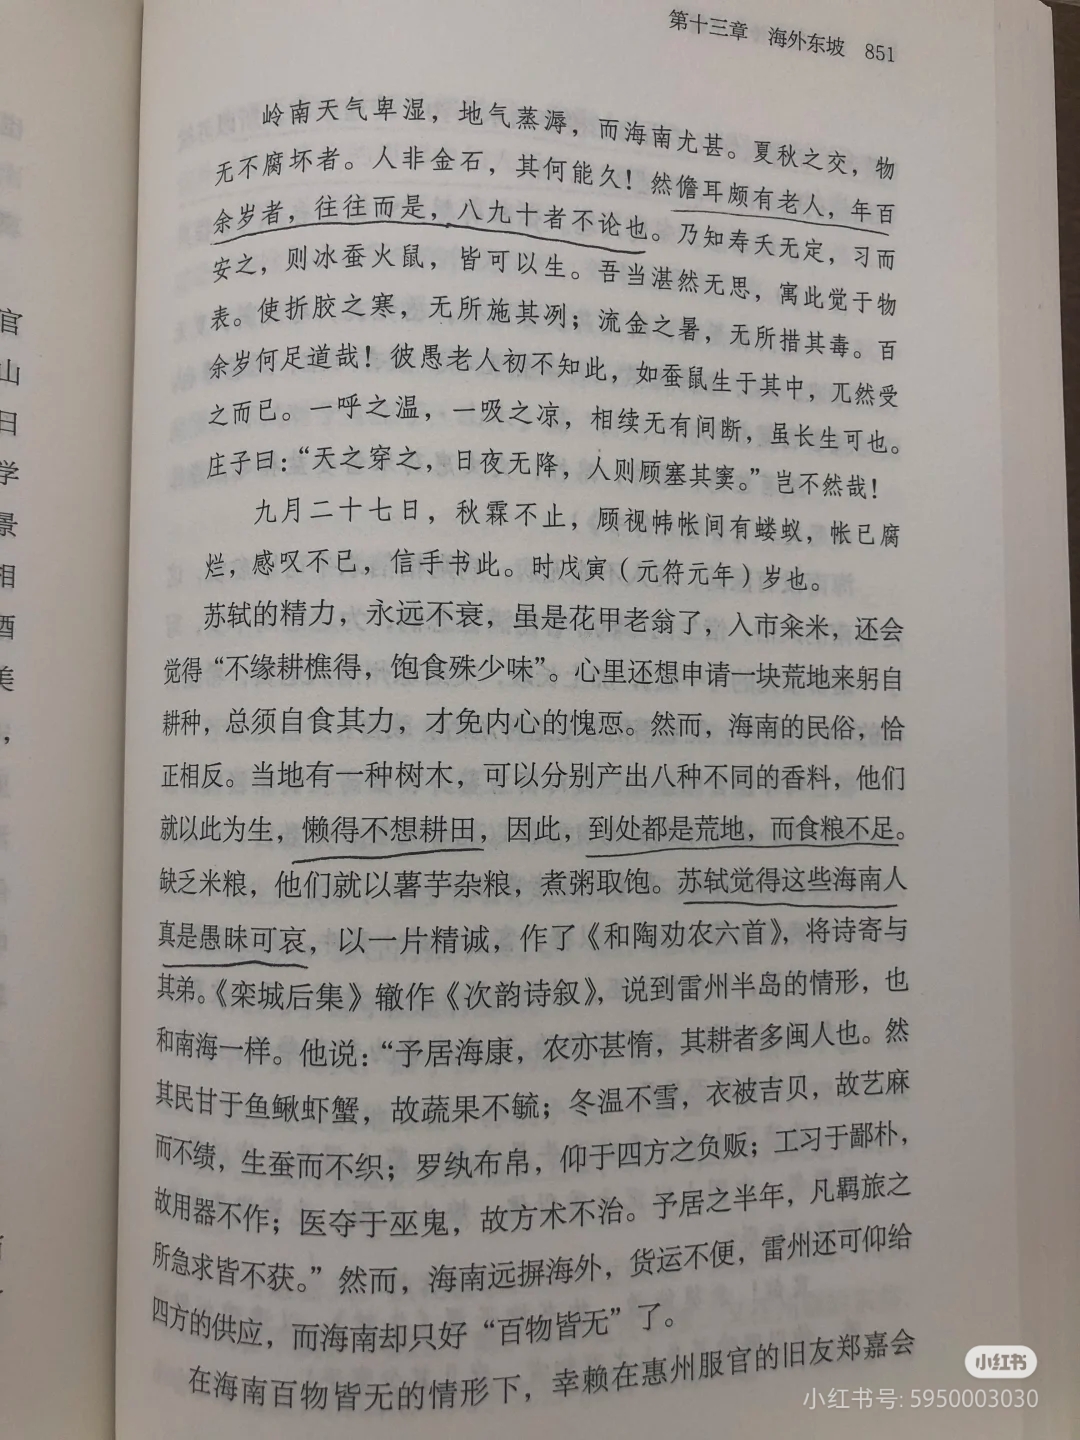 第十三章 海外东坡 851
岭南天气卑湿，地气蒸溽，而海南尤甚。夏秋之交，物
无不腐坏者。人非金石，其何能久！然儋耳颇有老人，年百
余岁者，往往而是，八九十者不论也。乃知寿夭无定，习而
安之，则冰蚕火鼠，皆可以生。吾当湛然无思，寓此觉于物
表。使折胶之寒，无所施其冽；流金之暑，无所措其毒。百
余岁何足道哉！彼愚老人初不知此，如蚕鼠生于其中，兀然受
之而已。一呼之温，一吸之凉，相续无有间断，虽长生可也。
庄子曰：“天之穿之，日夜无降，人则顾塞其窦。”岂不然哉！
九月二十七日，秋霖不止，顾视帏帐间有蝼蚁，帐已腐
烂，感叹不已，信手书此。时戊寅（元符元年）岁也。
苏轼的精力，永远不衰，虽是花甲老翁了，入市籴米，还会
觉得“不缘耕樵得，饱食殊少味”。心里还想申请一块荒地来躬自
耕种，总须自食其力，才免内心的愧恧。然而，海南的民俗，恰
正相反。当地有一种树木，可以分别产出八种不同的香料，他们
就以此为生，懒得不想耕田，因此，到处都是荒地，而食粮不足。
缺乏米粮，他们就以薯芋杂粮，煮粥取饱。苏轼觉得这些海南人
真是愚昧可哀，以一片精诚，作了《和陶劝农六首》，将诗寄与
其弟。《栾城后集》辙作《次韵诗叙》，说到雷州半岛的情形，也
和南海一样。他说：“予居海康，农亦甚惰，其耕者多闽人也。然
其民甘于鱼鳅虾蟹，故蔬果不毓；冬温不雪，衣被吉贝，故艺麻
而不绩，生蚕而不织；罗纨布帛，仰于四方之负贩；工习于鄙朴，
故用器不作；医夺于巫鬼，故方术不治。予居之半年，凡羁旅之
所急求皆不获。”然而，海南远摒海外，货运不便，雷州还可仰给
四方的供应，而海南却只好“百物皆无”了。
在海南百物皆无的情形下，幸赖在惠州服官的旧友郑嘉会
官
山
日
学
景
相
酒
美
，
小红书
小红书号: 5950003030